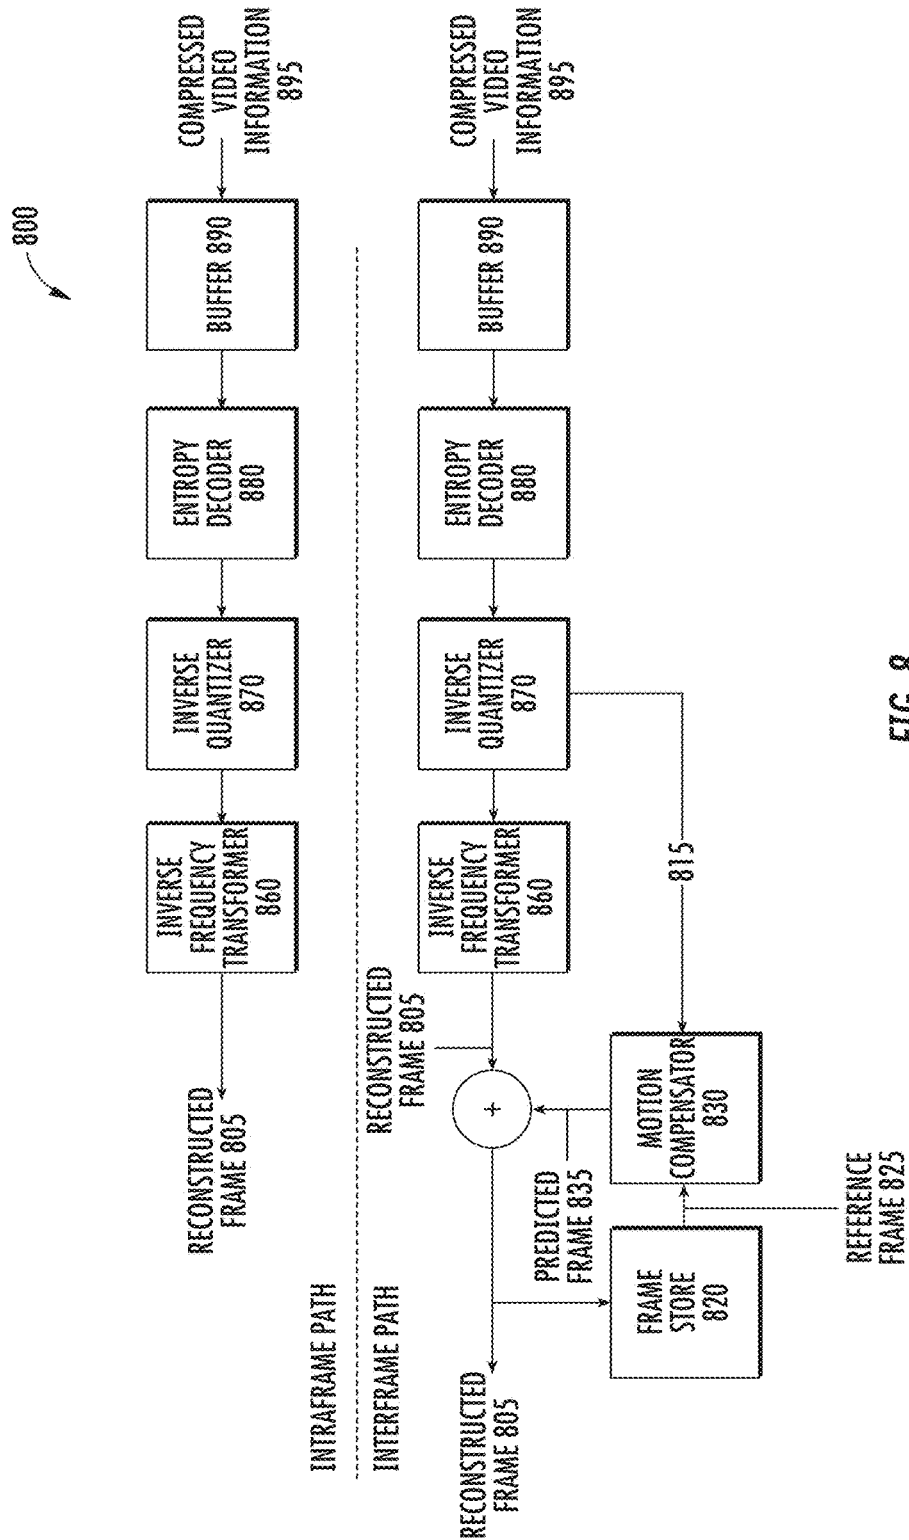 800
COMPRESSED
VIDEO
INFORMATION
895
BUFFER 890
ENTROPY
DECODER
880
INVERSE
QUANTIZER
870
INVERSE
FREQUENCY
TRANSFORMER
860
RECONSTRUCTED
FRAME 805
INTRAFRAME PATH
INTERFRAME PATH
COMPRESSED
VIDEO
INFORMATION
895
BUFFER 890
ENTROPY
DECODER
880
INVERSE
QUANTIZER
870
INVERSE
FREQUENCY
TRANSFORMER
860
RECONSTRUCTED
FRAME 805
+
RECONSTRUCTED
FRAME 805
815
MOTION
COMPENSATOR
830
PREDICTED
FRAME 835
FRAME
STORE
820
REFERENCE
FRAME 825
FIG. 8